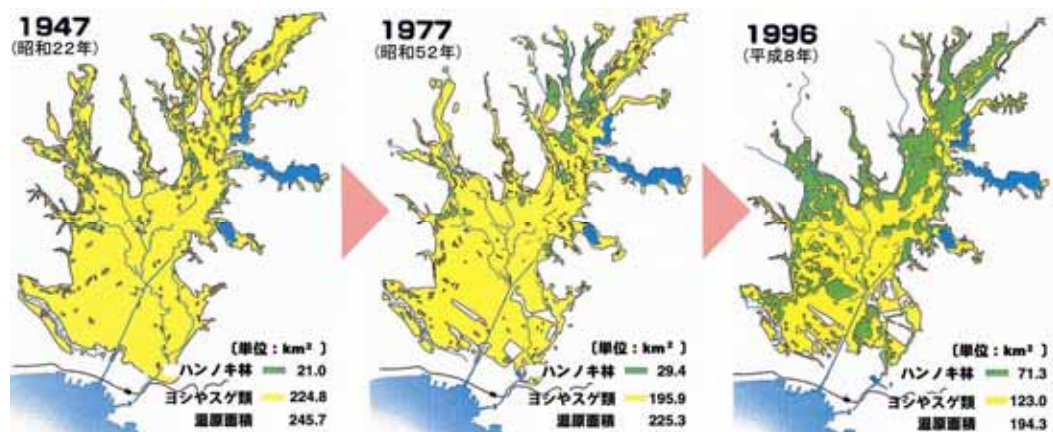 1947
(昭和22年)
〔単位：km²〕
ハンノキ林 21.0
ヨシやスゲ類 224.8
湿原面積 245.7
1977
(昭和52年)
〔単位：km²〕
ハンノキ林 29.4
ヨシやスゲ類 195.9
湿原面積 225.3
1996
(平成8年)
〔単位：km²〕
ハンノキ林 71.3
ヨシやスゲ類 123.0
湿原面積 194.3